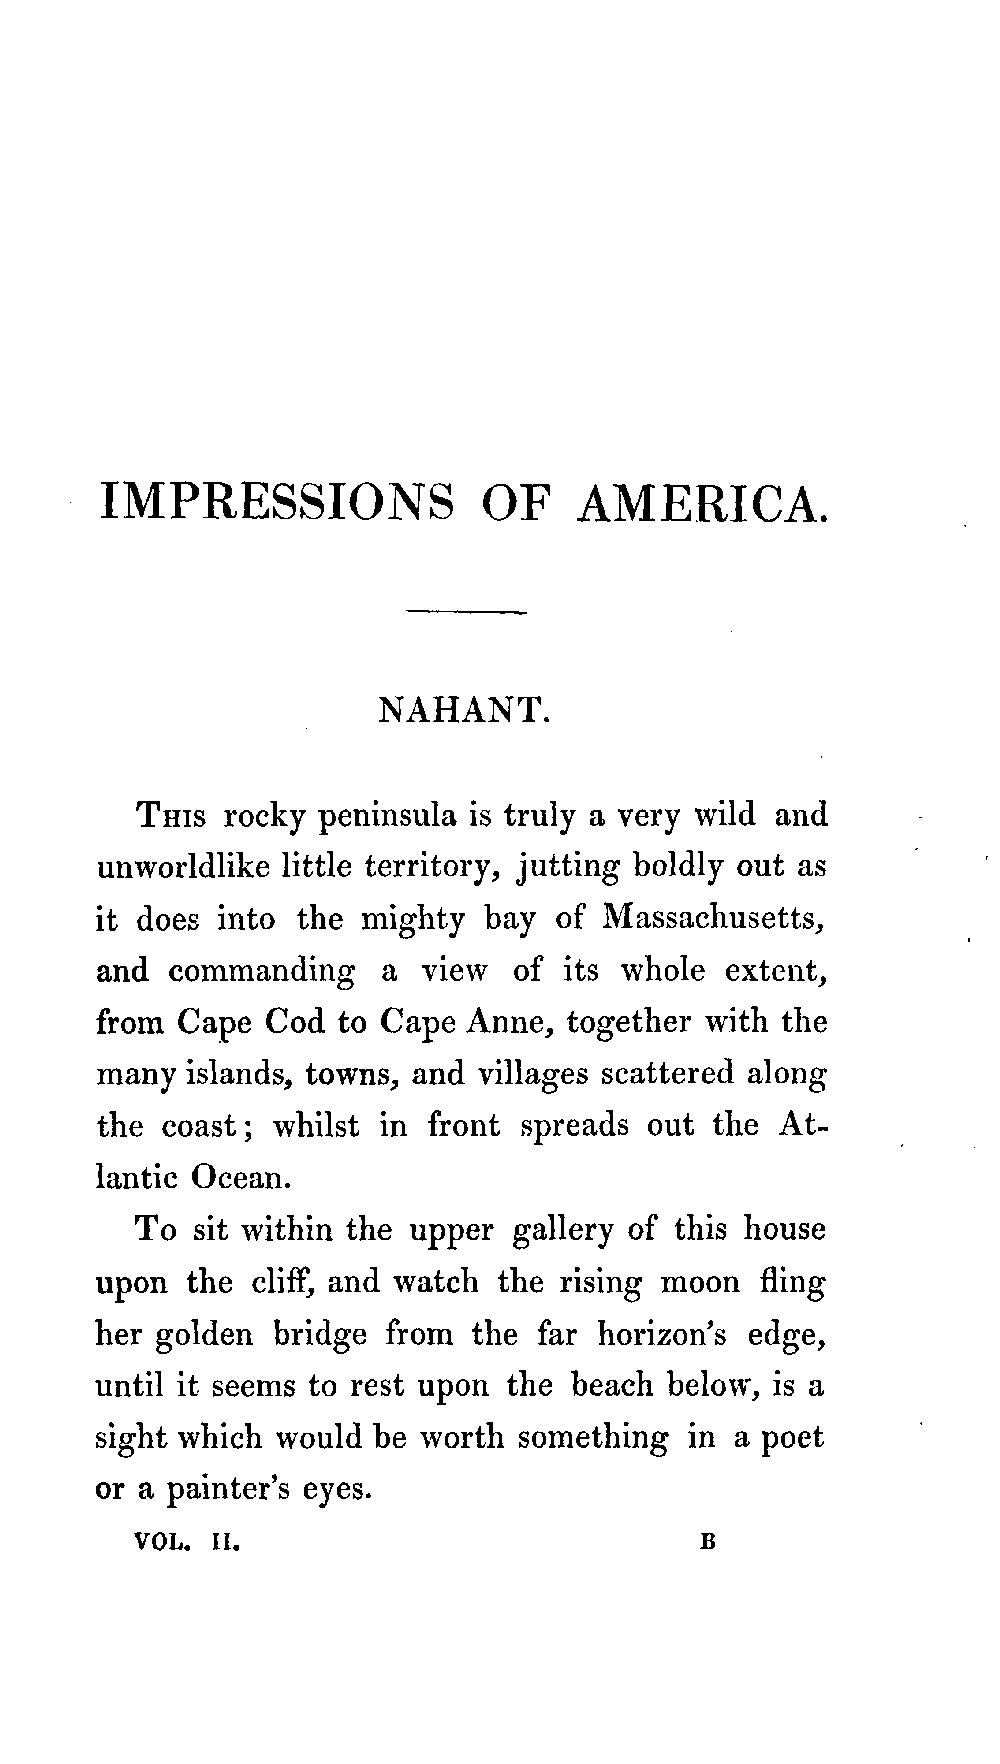 IMPRESSIONS OF AMERICA.
NAHANT.
THIS rocky peninsula is truly a very wild and
unworldlike little territory, jutting boldly out as
it does into the mighty bay of Massachusetts,
and commanding a view of its whole extent,
from Cape Cod to Cape Anne, together with the
many islands, towns, and villages scattered along
the coast; whilst in front spreads out the At-
lantic Ocean.
To sit within the upper gallery of this house
upon the cliff, and watch the rising moon fling
her golden bridge from the far horizon's edge,
until it seems to rest upon the beach below, is a
sight which would be worth something in a poet
or a painter's eyes.
VOL. II. B